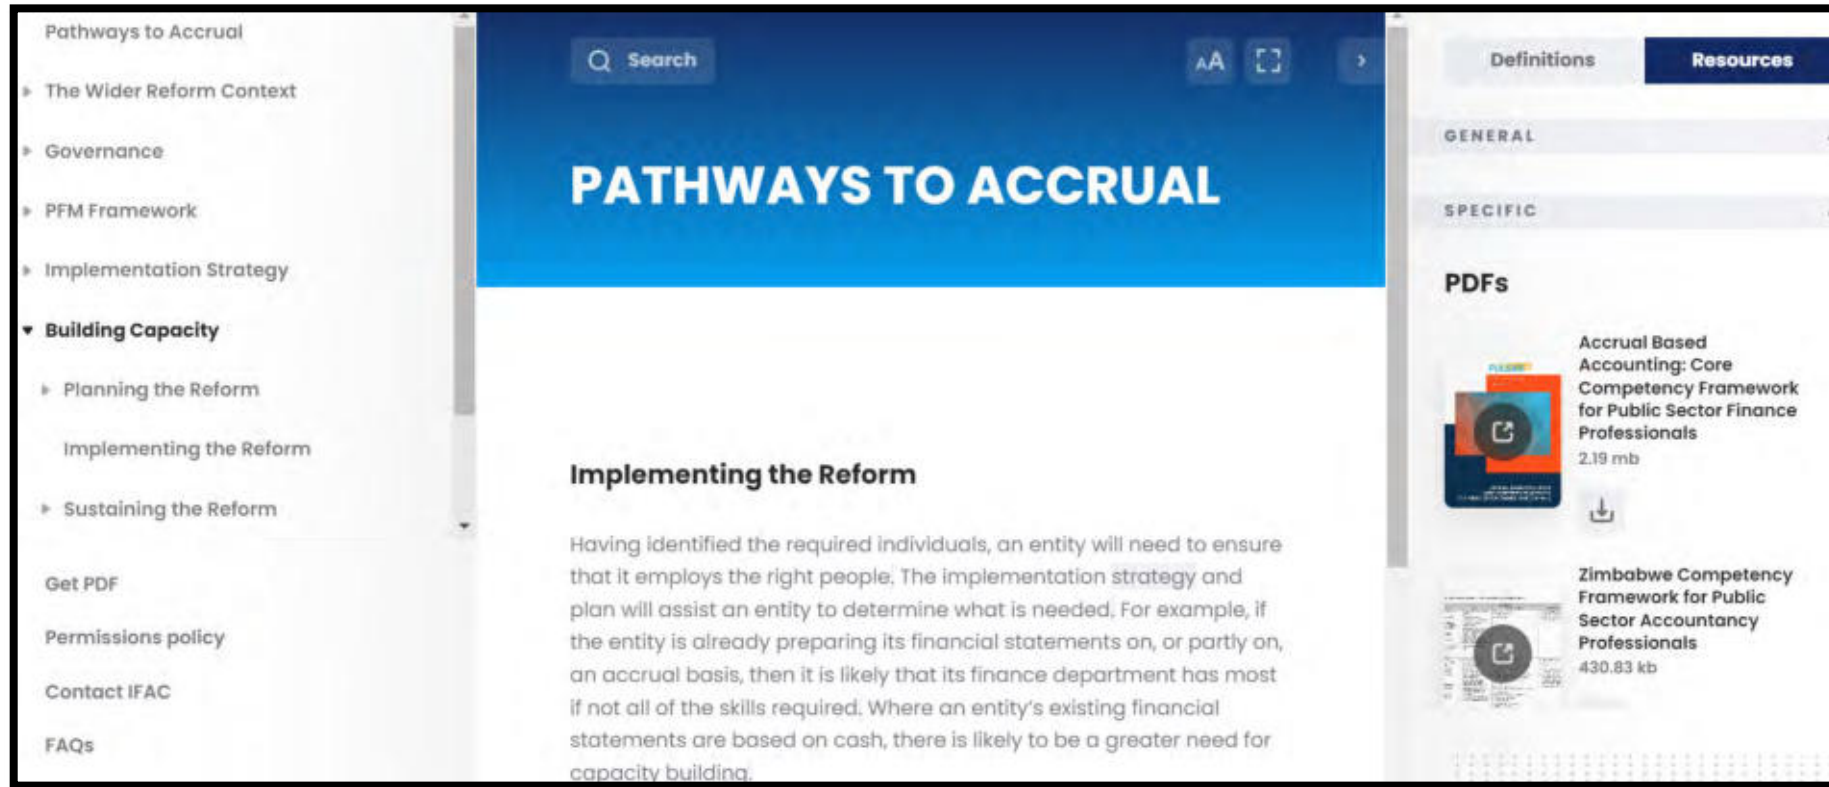 Pathways to Accrual
The Wider Reform Context
Governance
PFM Framework
Implementation Strategy
Building Capacity
Planning the Reform
Implementing the Reform
Sustaining the Reform
Get PDF
Permissions policy
Contact IFAC
FAQs
Search
AA
PATHWAYS TO ACCRUAL
Implementing the Reform
Having identified the required individuals, an entity will need to ensure
that it employs the right people. The implementation strategy and
plan will assist an entity to determine what is needed. For example, if
the entity is already preparing its financial statements on, or partly on,
an accrual basis, then it is likely that its finance department has most
if not all of the skills required. Where an entity's existing financial
statements are based on cash, there is likely to be a greater need for
capacity building.
Definitions
Resources
GENERAL
SPECIFIC
PDFs
Accrual Based
Accounting: Core
Competency Framework
for Public Sector Finance
Professionals
2.19 mb
Zimbabwe Competency
Framework for Public
Sector Accountancy
Professionals
430.83 kb